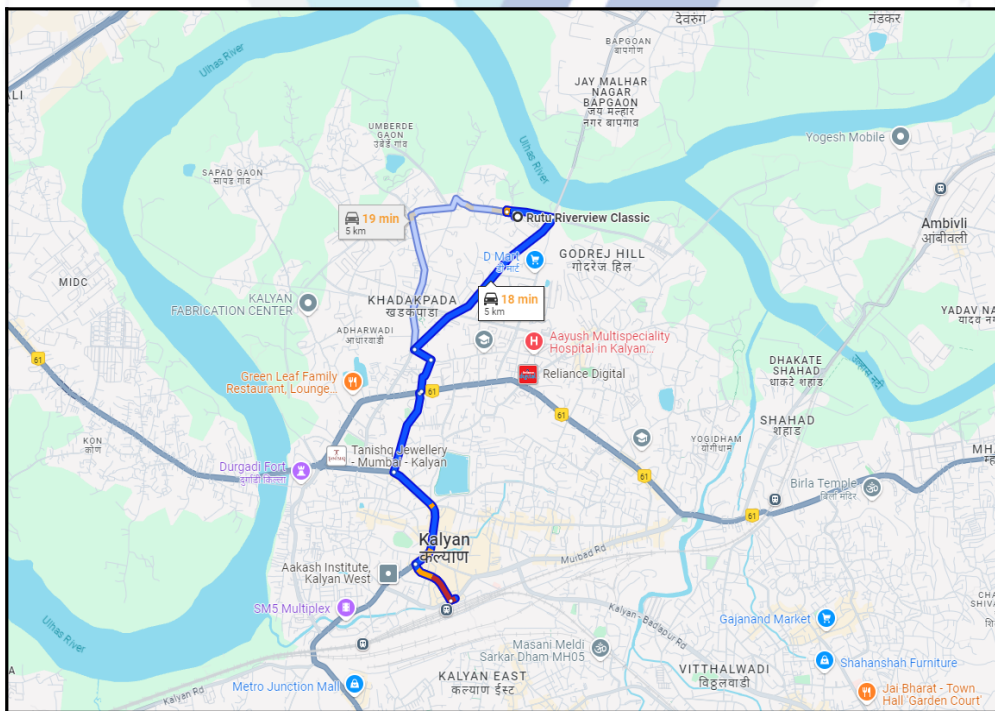 देवरुंग
नंदकर
BAPGOAN
बापगोण
ALI
Ulhas River
JAY MALHAR
NAGAR
BAPGAON
जय मल्हार
नगर बापगाव
UMBERDE
GAON
उंबर्डे गांव
Ulhas River
Yogesh Mobile
SAPAD GAON
सापड गांव
19 min
5 km
Rutu Riverview Classic
Ambivli
आंबीवली
D Mart
डी मार्ट
GODREJ HILL
गोदरेज हिल
MIDC
KALYAN
FABRICATION CENTER
KHADAKPADA
खडकपाडा
18 min
5 km
YADAV NA
यादव नग
ADHARWADI
आधारवाडी
Aayush Multispeciality
Hospital in Kalyan...
61
Green Leaf Family
Restaurant, Lounge...
Reliance Digital
DHAKATE
SHAHAD
धाकटे शहाड
61
61
SHAHAD
शहाड
KON
कोण
Tanishq Jewellery
- Mumbai - Kalyan
YOGIDHAM
योगीधाम
MH
Durgadi Fort
दुर्गाडी किल्ला
61
Birla Temple
बिर्ला मंदिर
61
Kalyan
कल्याण
Murbad Rd
Aakash Institute,
Kalyan West
SM5 Multiplex
Kalyan - Badlapur Rd
Gajanand Market
Ulhas River
Masani Meldi
Sarkar Dham MH05
KALYAN EAST
कल्याण ईस्ट
VITTHALWADI
विठ्ठलवाडी
Shahanshah Furniture
Kalyan Rd
Metro Junction Mall
Jai Bharat - Town
Hall 'Garden Court'